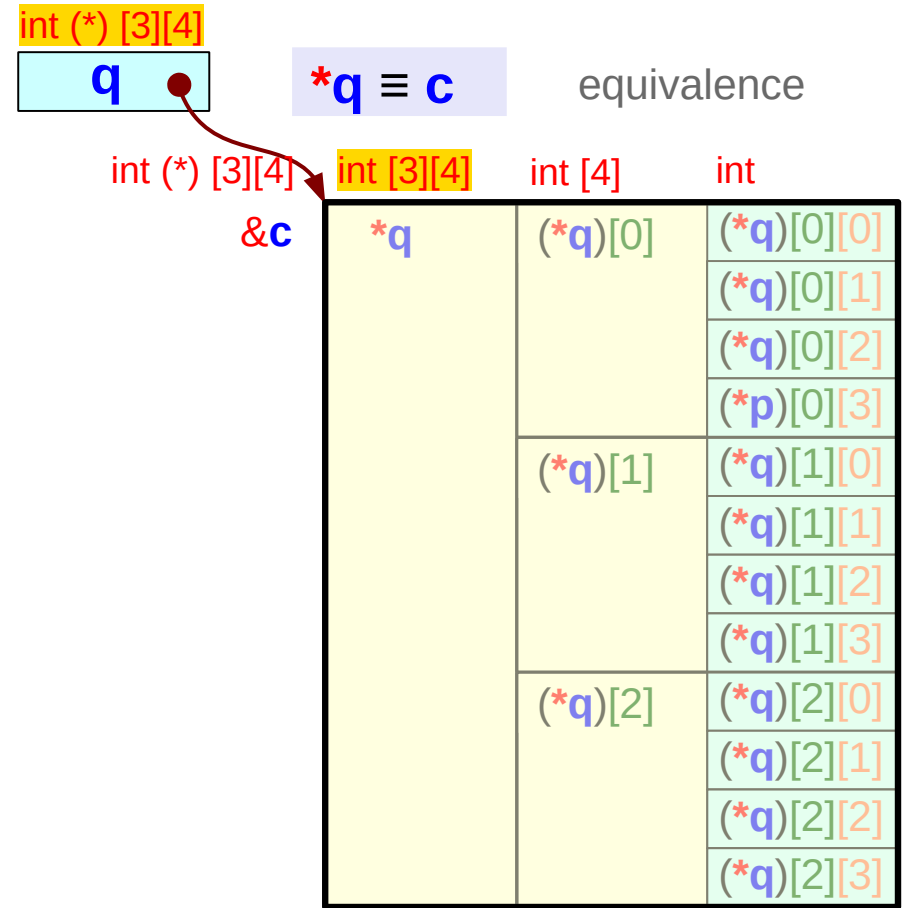 int (*) [3][4]
q
*q ≡ c
equivalence
int (*) [3][4]
int [3][4]
int [4]
int
&c
*q
(*q)[0]
(*q)[0][0]
(*q)[0][1]
(*q)[0][2]
(*p)[0][3]
(*q)[1]
(*q)[1][0]
(*q)[1][1]
(*q)[1][2]
(*q)[1][3]
(*q)[2]
(*q)[2][0]
(*q)[2][1]
(*q)[2][2]
(*q)[2][3]